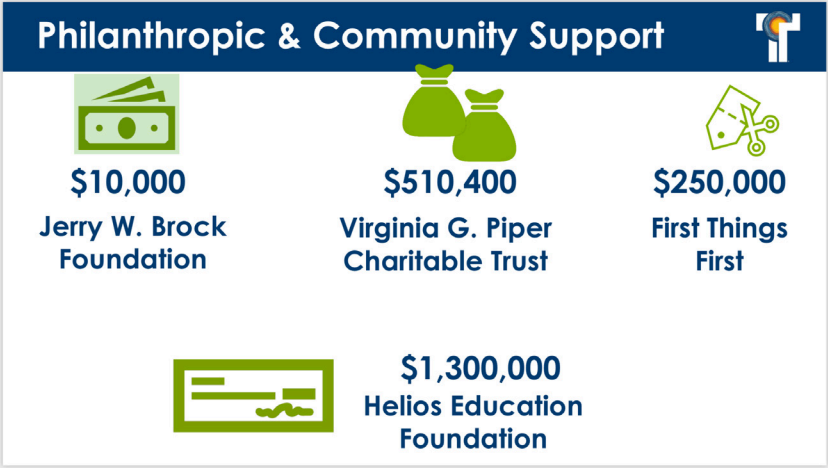 Philanthropic & Community Support
$10,000
Jerry W. Brock
Foundation
$510,400
Virginia G. Piper
Charitable Trust
$250,000
First Things
First
$1,300,000
Helios Education
Foundation